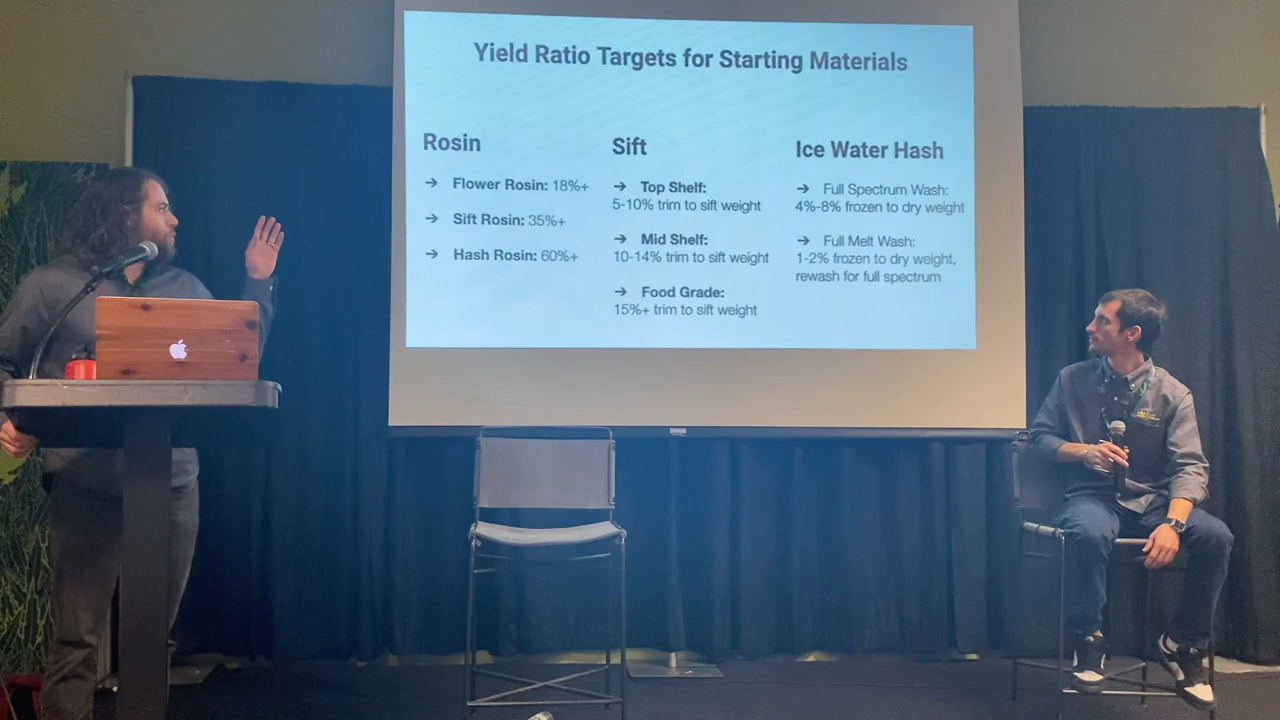 Yield Ratio Targets for Starting Materials
Rosin
→ Flower Rosin: 18%+
→ Sift Rosin: 35%+
→ Hash Rosin: 60%+
Sift
→ Top Shelf:
5-10% trim to sift weight
→ Mid Shelf:
10-14% trim to sift weight
→ Food Grade:
15%+ trim to sift weight
Ice Water Hash
→ Full Spectrum Wash:
4%-8% frozen to dry weight
→ Full Melt Wash:
1-2% frozen to dry weight,
rewash for full spectrum